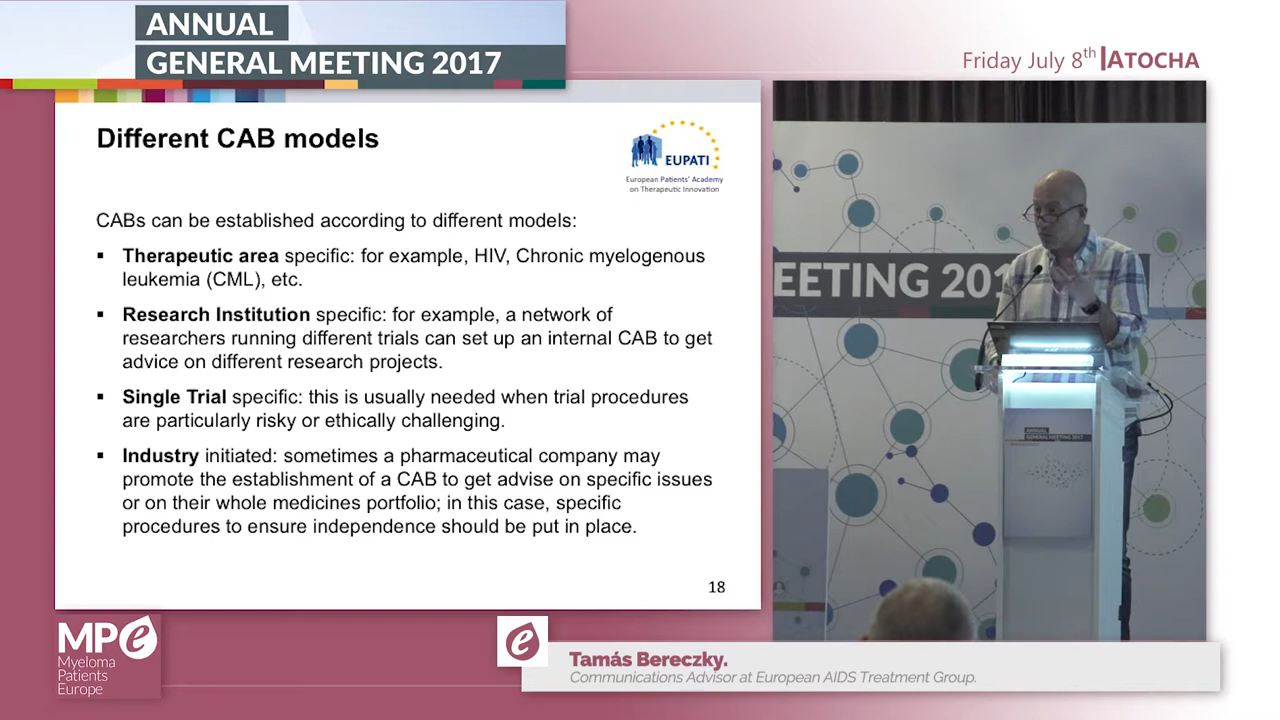 ANNUAL
GENERAL MEETING 2017
Friday July 8th |ATOCHA
Different CAB models
EUPATI
European Patients' Academy
on Therapeutic Innovation
CABs can be established according to different models:
▪ Therapeutic area specific: for example, HIV, Chronic myelogenous
leukemia (CML), etc.
▪ Research Institution specific: for example, a network of
researchers running different trials can set up an internal CAB to get
advice on different research projects.
▪ Single Trial specific: this is usually needed when trial procedures
are particularly risky or ethically challenging.
▪ Industry initiated: sometimes a pharmaceutical company may
promote the establishment of a CAB to get advise on specific issues
or on their whole medicines portfolio; in this case, specific
procedures to ensure independence should be put in place.
18
EETING 201
ANNUAL
GENERAL MEETING 2017
MPe
Myeloma
Patients
Europe
e
Tamás Bereczky.
Communications Advisor at European AIDS Treatment Group.